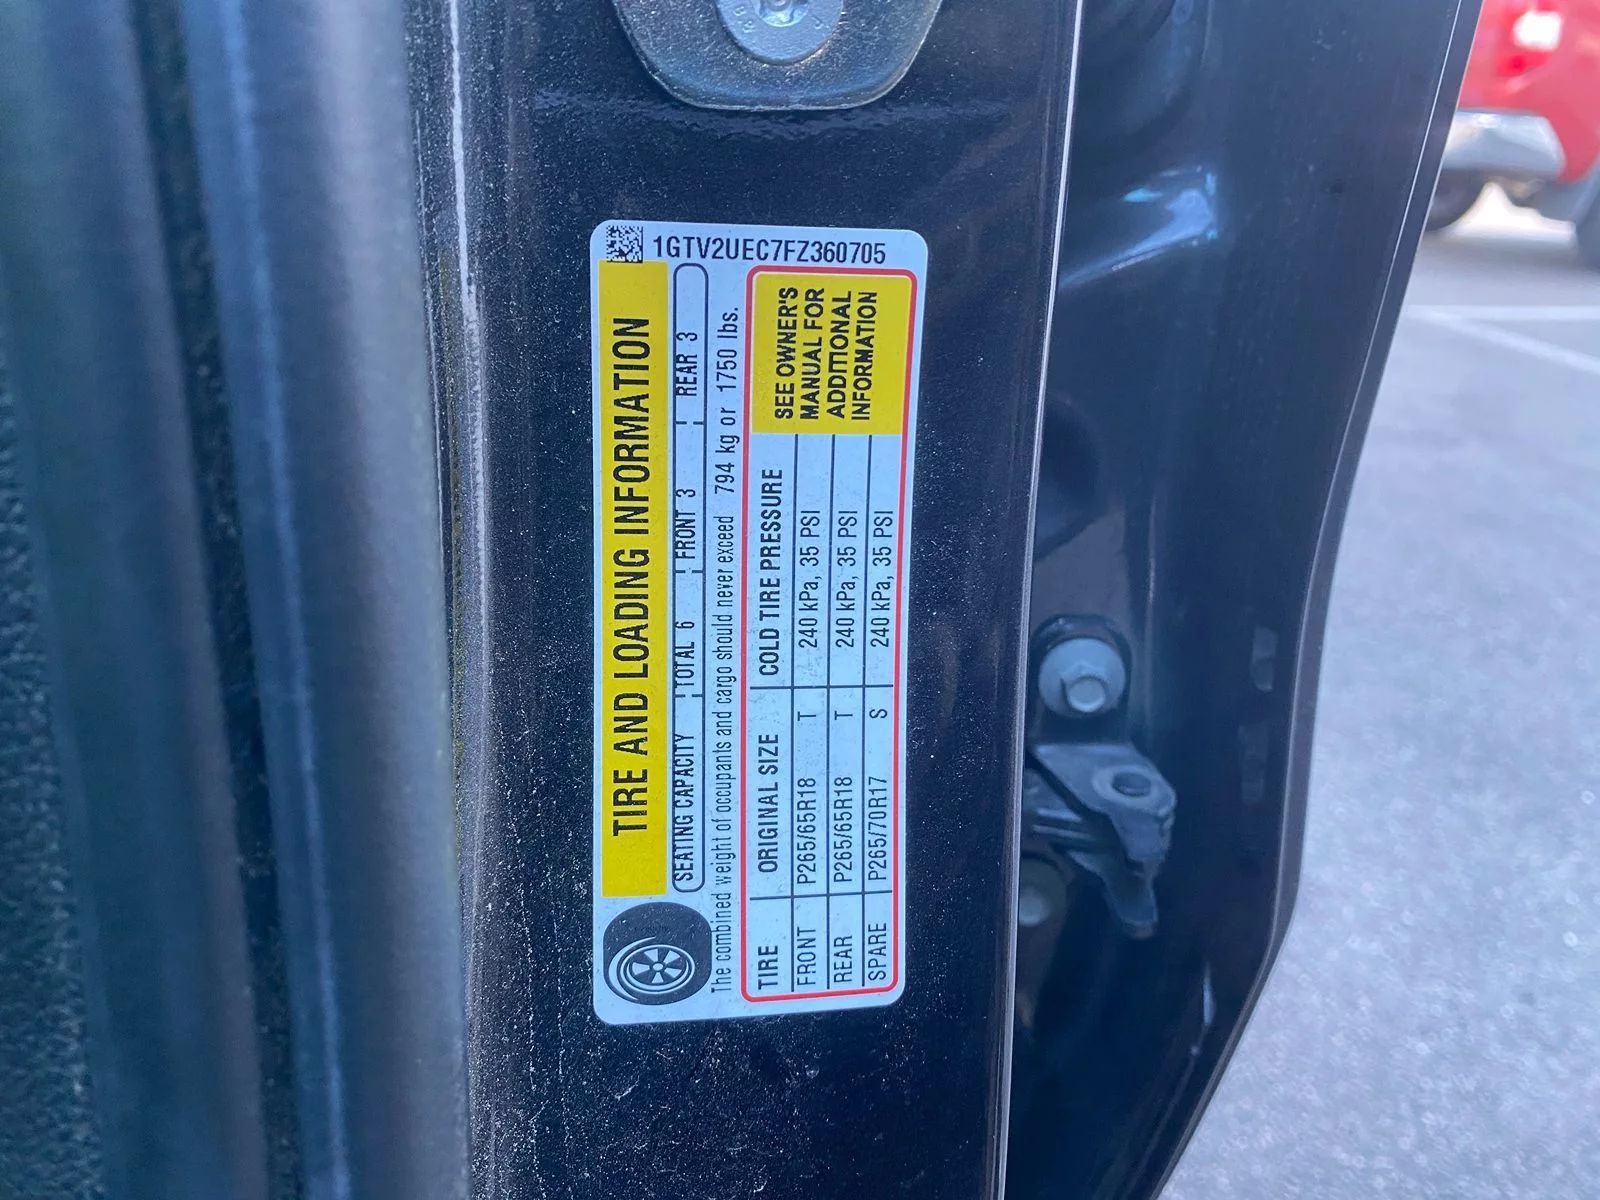 1GTV2UEC7FZ360705
TIRE AND LOADING INFORMATION
SEATING CAPACITY TOTAL 6 FRONT 3 REAR 3
The combined weight of occupants and cargo should never exceed 794 kg or 1750 lbs.
TIRE ORIGINAL SIZE COLD TIRE PRESSURE
FRONT P265/65R18 T 240 kPa, 35 PSI
REAR P265/65R18 T 240 kPa, 35 PSI
SPARE P265/70R17 S 240 kPa, 35 PSI
SEE OWNER'S
MANUAL FOR
ADDITIONAL
INFORMATION